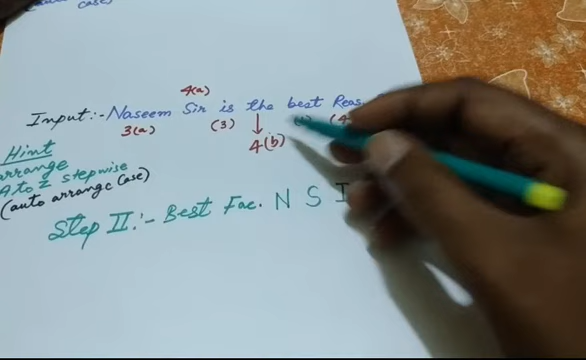 case)
4(a)
Input:- Naseem Sir is the best Reas
3(a) (3) (4
4(b)
Hint
arrange
A to Z stepwise
(auto arrange Case)
Step II:- Best Fac. N S I